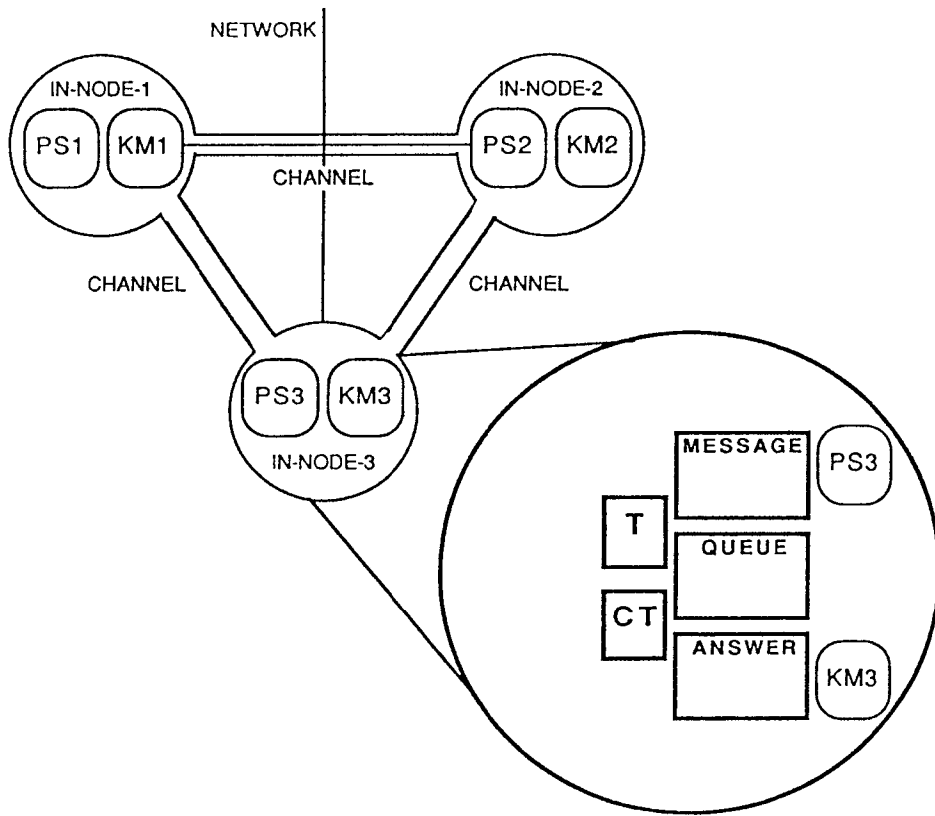 NETWORK
IN-NODE-1
PS1
KM1
IN-NODE-2
PS2
KM2
CHANNEL
CHANNEL
CHANNEL
PS3
KM3
IN-NODE-3
MESSAGE
PS3
T
QUEUE
CT
ANSWER
KM3